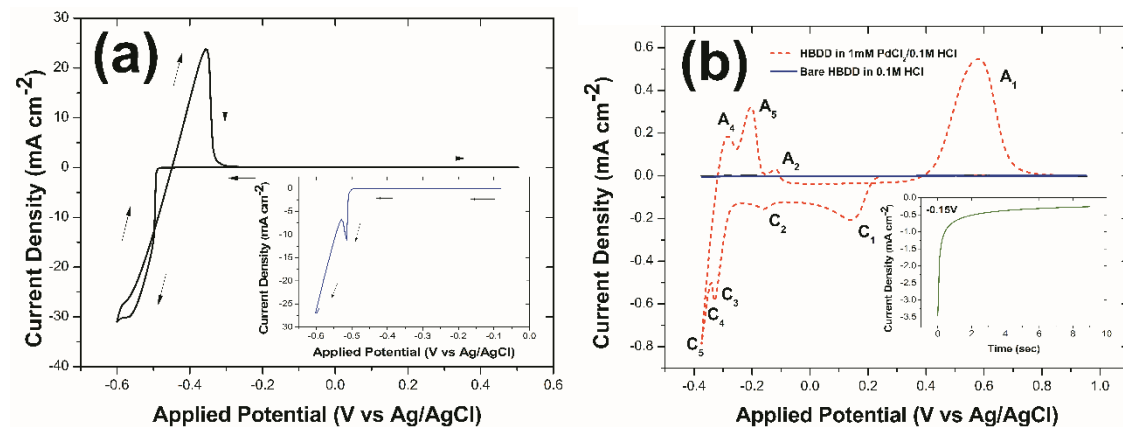 (a)
Current Density (mA cm-2)
30
20
10
0
-10
-20
-30
-40
-0.6
-0.4
-0.2
0.0
0.2
0.4
0.6
Applied Potential (V vs Ag/AgCl)
Current Density (mA cm-2)
0
-5
-10
-15
-20
-25
-30
-0.6
-0.5
-0.4
-0.3
-0.2
-0.1
0.0
Applied Potential (V vs Ag/AgCl)
(b)
HBDD in 1mM PdCl2/0.1M HCl
Bare HBDD in 0.1M HCl
Current Density (mA cm-2)
0.6
0.4
0.2
0.0
-0.2
-0.4
-0.6
-0.8
-0.4
-0.2
0.0
0.2
0.4
0.6
0.8
1.0
Applied Potential (V vs Ag/AgCl)
A1
A5
A4
A2
C2
C1
C3
C4
C5
-0.15V
Current Density (mA cm-2)
0.0
-0.5
-1.0
-1.5
-2.0
-2.5
-3.0
-3.5
0
2
4
6
8
10
Time (sec)